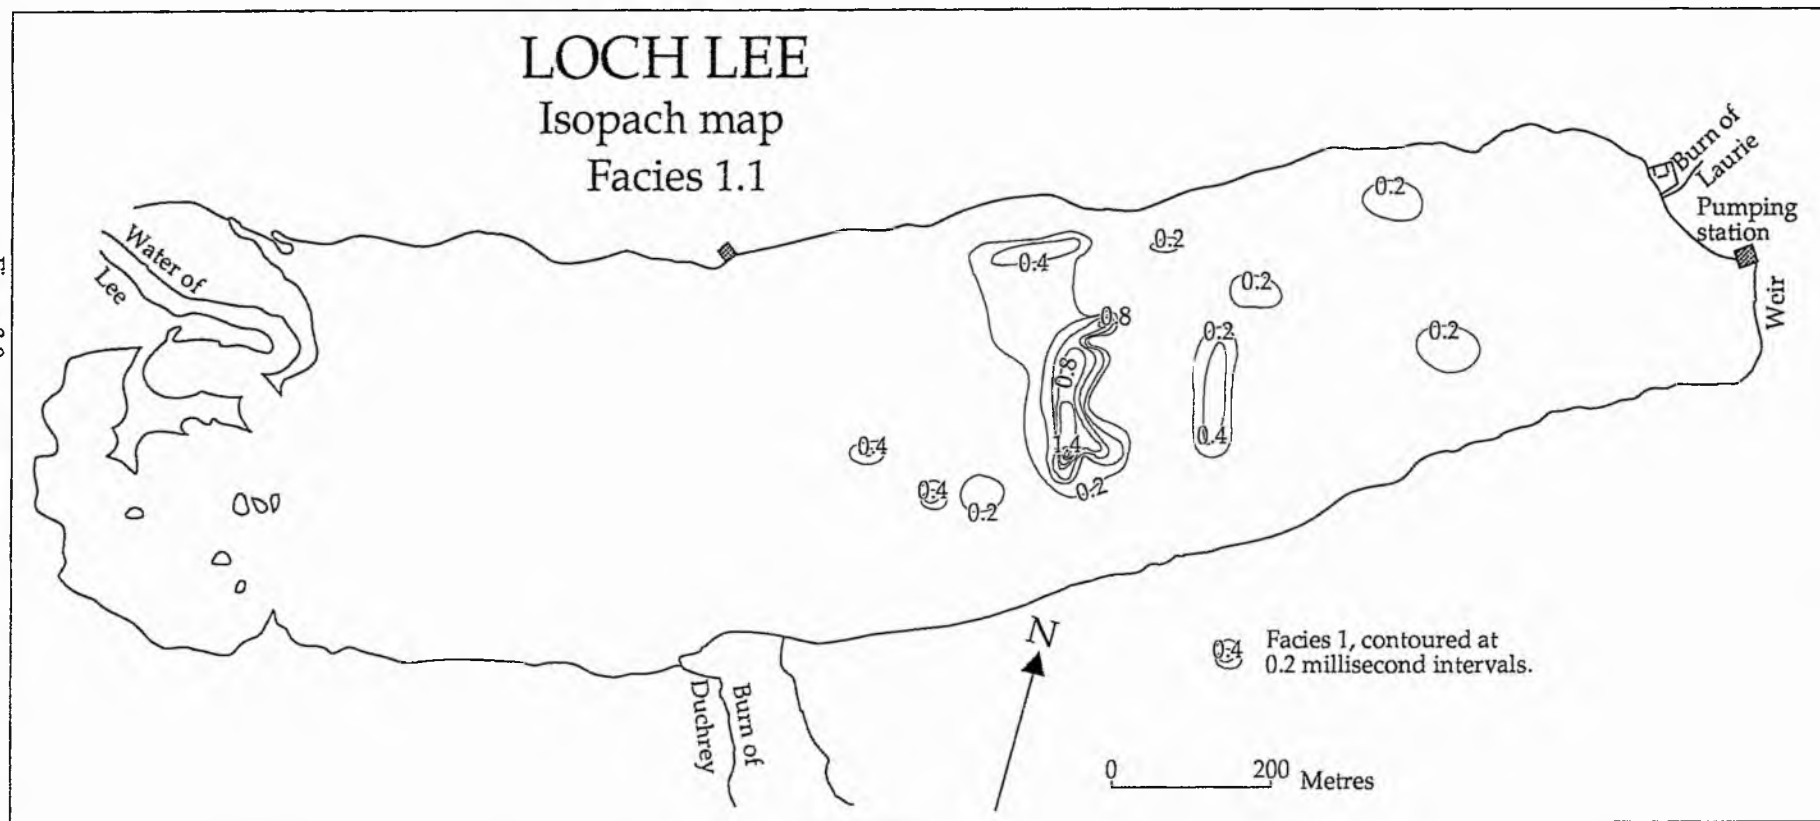 LOCH LEE
Isopach map
Facies 1.1
Burn of
Laurie
Pumping
station
Weir
Water of
Lee
0.2
0.2
0.4
0.2
0.8
0.2
0.2
0.8
0.4
1.4
0.4
0.4
0.2
0.2
N
0.4
Facies 1, contoured at
0.2 millisecond intervals.
Burn of
Duchrey
0 200 Metres